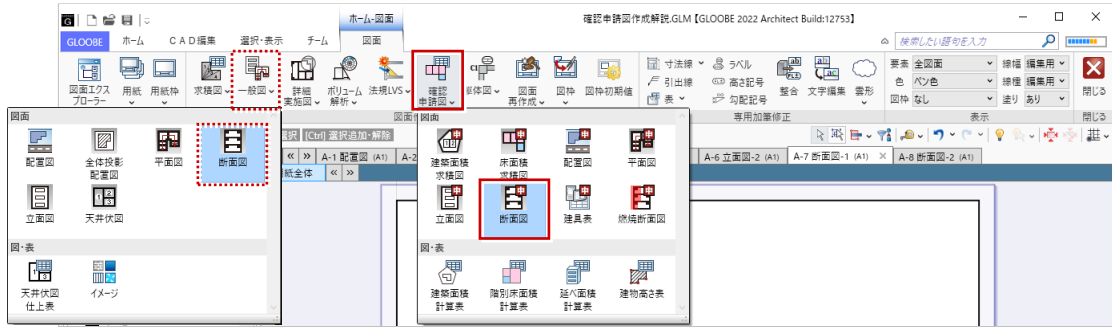 ホーム-図面
確認申請図作成解説.GLM【GLOOBE 2022 Architect Build:12753】
GLOOBE ホーム ＣＡＤ編集 選択･表示 チーム 図面
検索したい語句を入力
図面エクス
プローラー
用紙
用紙枠
求積図
一般図
詳細
実施図
ボリューム
解析
法規LVS
確認
申請図
躯体図
図面
再作成
図枠
図枠初期値
寸法線
引出線
表
ラベル
高さ記号
勾配記号
整合
文字編集
雲形
要素 全図面
色 ペン色
図枠 なし
線幅 編集用
線種 編集用
塗り あり
閉じる
専用加筆修正
表示
閉じる
選択 [Ctrl] 選択追加･解除
A-1 配置図 (A1)
A-2
A-6 立面図-2 (A1)
A-7 断面図-1 (A1)
A-8 断面図-2 (A1)
紙全体
図面
配置図
全体投影
配置図
平面図
断面図
立面図
天井伏図
図･表
天井伏図
仕上表
イメージ
図面
建築面積
求積図
床面積
求積図
配置図
平面図
立面図
断面図
建具表
燃焼断面図
図･表
建築面積
計算表
階別床面積
計算表
延べ面積
計算表
建物高さ表